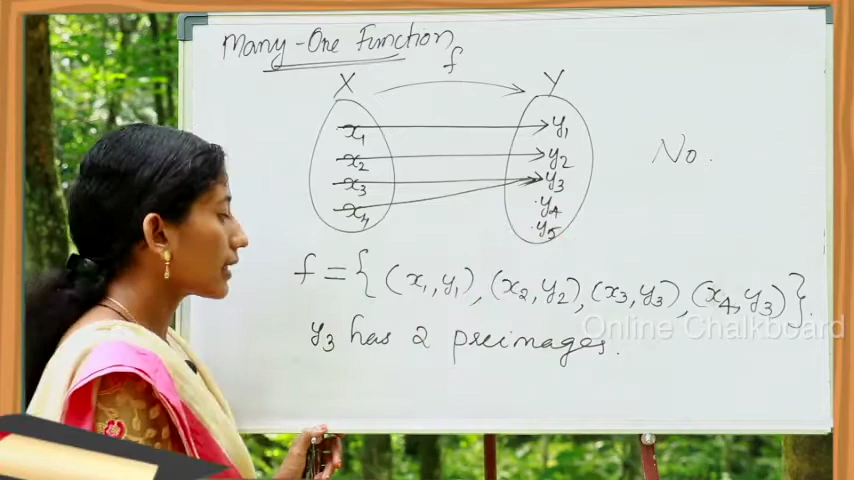 Many-One Function
f
X Y
x1 y1
x2 y2
x3 y3
x4 y4
y5
No.
f = { (x1, y1), (x2, y2), (x3, y3), (x4, y3) }.
Online Chalkboard
y3 has 2 preimages.